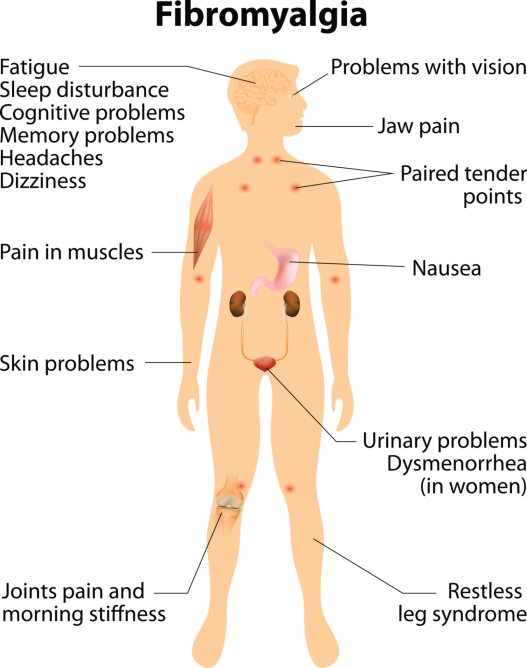 Fibromyalgia
Fatigue
Sleep disturbance
Cognitive problems
Memory problems
Headaches
Dizziness
Problems with vision
Jaw pain
Paired tender
points
Pain in muscles
Nausea
Skin problems
Urinary problems
Dysmenorrhea
(in women)
Joints pain and
morning stiffness
Restless
leg syndrome